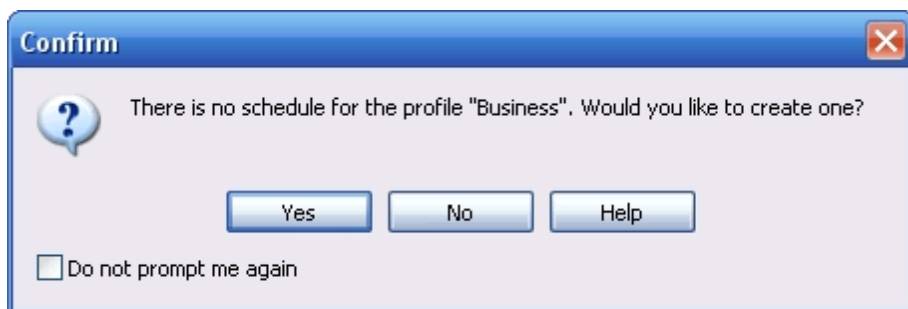 Confirm
There is no schedule for the profile "Business". Would you like to create one?
Yes No Help
Do not prompt me again